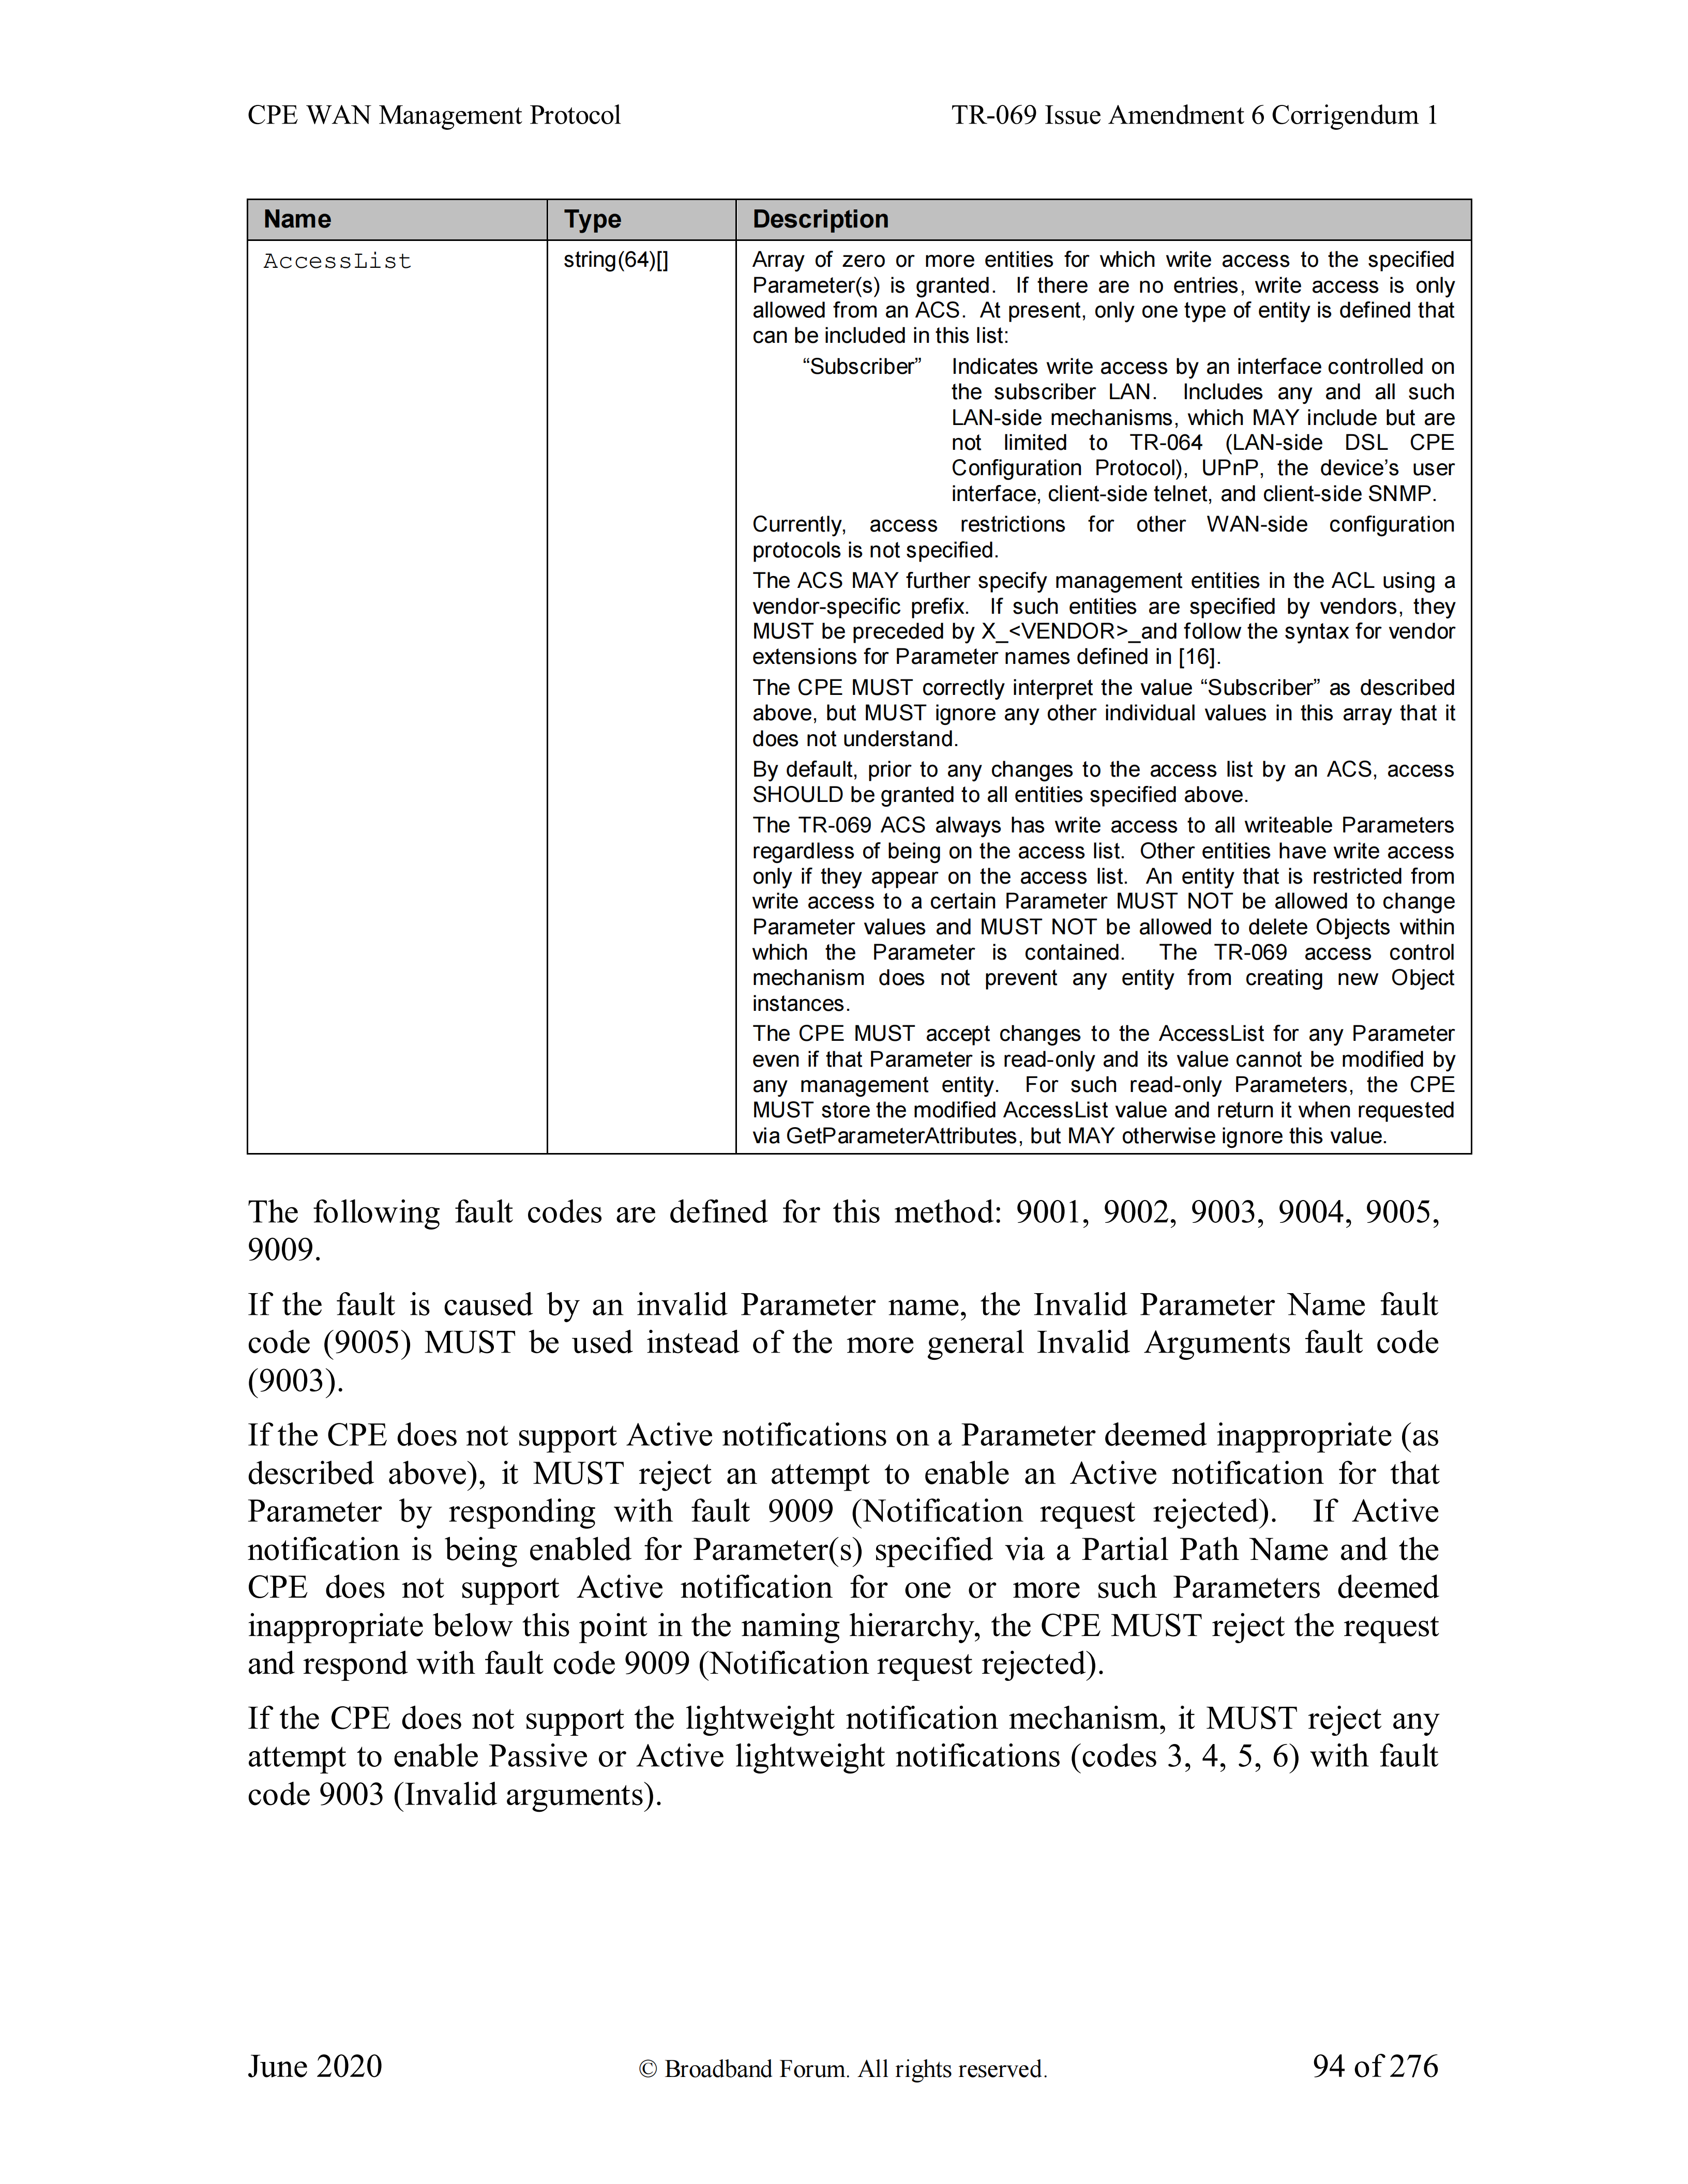 CPE WAN Management Protocol TR-069 Issue Amendment 6 Corrigendum 1
Name Type Description
AccessList string(64)[] Array of zero or more entities for which write access to the specified
Parameter(s) is granted. If there are no entries, write access is only
allowed from an ACS. At present, only one type of entity is defined that
can be included in this list:
“Subscriber” Indicates write access by an interface controlled on
the subscriber LAN. Includes any and all such
LAN-side mechanisms, which MAY include but are
not limited to TR-064 (LAN-side DSL CPE
Configuration Protocol), UPnP, the device’s user
interface, client-side telnet, and client-side SNMP.
Currently, access restrictions for other WAN-side configuration
protocols is not specified.
The ACS MAY further specify management entities in the ACL using a
vendor-specific prefix. If such entities are specified by vendors, they
MUST be preceded by X_<VENDOR>_and follow the syntax for vendor
extensions for Parameter names defined in [16].
The CPE MUST correctly interpret the value “Subscriber” as described
above, but MUST ignore any other individual values in this array that it
does not understand.
By default, prior to any changes to the access list by an ACS, access
SHOULD be granted to all entities specified above.
The TR-069 ACS always has write access to all writeable Parameters
regardless of being on the access list. Other entities have write access
only if they appear on the access list. An entity that is restricted from
write access to a certain Parameter MUST NOT be allowed to change
Parameter values and MUST NOT be allowed to delete Objects within
which the Parameter is contained. The TR-069 access control
mechanism does not prevent any entity from creating new Object
instances.
The CPE MUST accept changes to the AccessList for any Parameter
even if that Parameter is read-only and its value cannot be modified by
any management entity. For such read-only Parameters, the CPE
MUST store the modified AccessList value and return it when requested
via GetParameterAttributes, but MAY otherwise ignore this value.
The following fault codes are defined for this method: 9001, 9002, 9003, 9004, 9005,
9009.
If the fault is caused by an invalid Parameter name, the Invalid Parameter Name fault
code (9005) MUST be used instead of the more general Invalid Arguments fault code
(9003).
If the CPE does not support Active notifications on a Parameter deemed inappropriate (as
described above), it MUST reject an attempt to enable an Active notification for that
Parameter by responding with fault 9009 (Notification request rejected). If Active
notification is being enabled for Parameter(s) specified via a Partial Path Name and the
CPE does not support Active notification for one or more such Parameters deemed
inappropriate below this point in the naming hierarchy, the CPE MUST reject the request
and respond with fault code 9009 (Notification request rejected).
If the CPE does not support the lightweight notification mechanism, it MUST reject any
attempt to enable Passive or Active lightweight notifications (codes 3, 4, 5, 6) with fault
code 9003 (Invalid arguments).
June 2020 © Broadband Forum. All rights reserved. 94 of 276